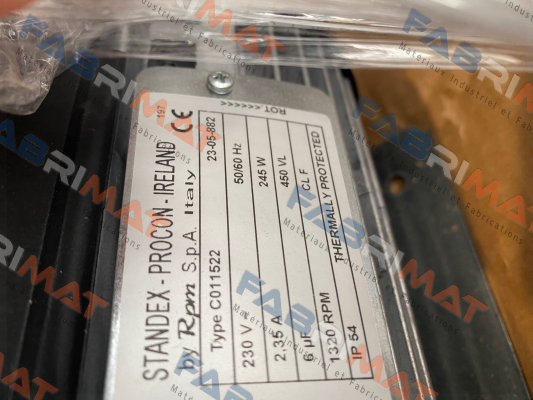 STANDEX - PROCON - IRELAND 197
by Rpm S.p.A. Italy CE
Type C011522 23-05-882 >>>>>> ROT.
230 V ~ 50/60 Hz
2,35 A 245 W
6 µF 450 VL
1320 RPM CL F
IP 54 THERMALLY PROTECTED
FABRIMAT
Matériaux Industriel et Fabrications